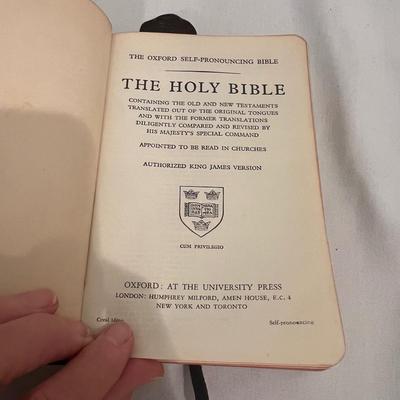 THE OXFORD SELF-PRONOUNCING BIBLE
THE HOLY BIBLE
CONTAINING THE OLD AND NEW TESTAMENTS
TRANSLATED OUT OF THE ORIGINAL TONGUES
AND WITH THE FORMER TRANSLATIONS
DILIGENTLY COMPARED AND REVISED BY
HIS MAJESTY'S SPECIAL COMMAND
APPOINTED TO BE READ IN CHURCHES
AUTHORIZED KING JAMES VERSION
CUM PRIVILEGIO
OXFORD: AT THE UNIVERSITY PRESS
LONDON: HUMPHREY MILFORD, AMEN HOUSE, E.C. 4
NEW YORK AND TORONTO
Self-pronouncing